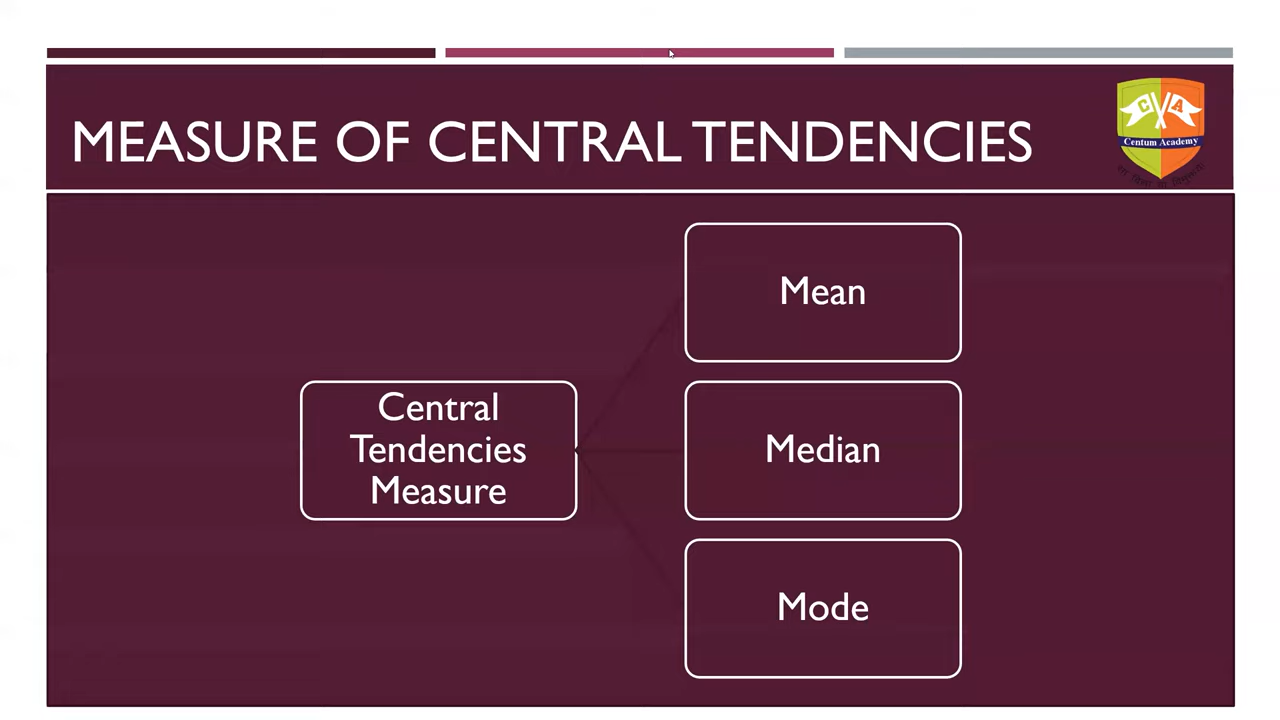 MEASURE OF CENTRAL TENDENCIES
C A
Centum Academy
Mean
Central
Tendencies
Measure
Median
Mode